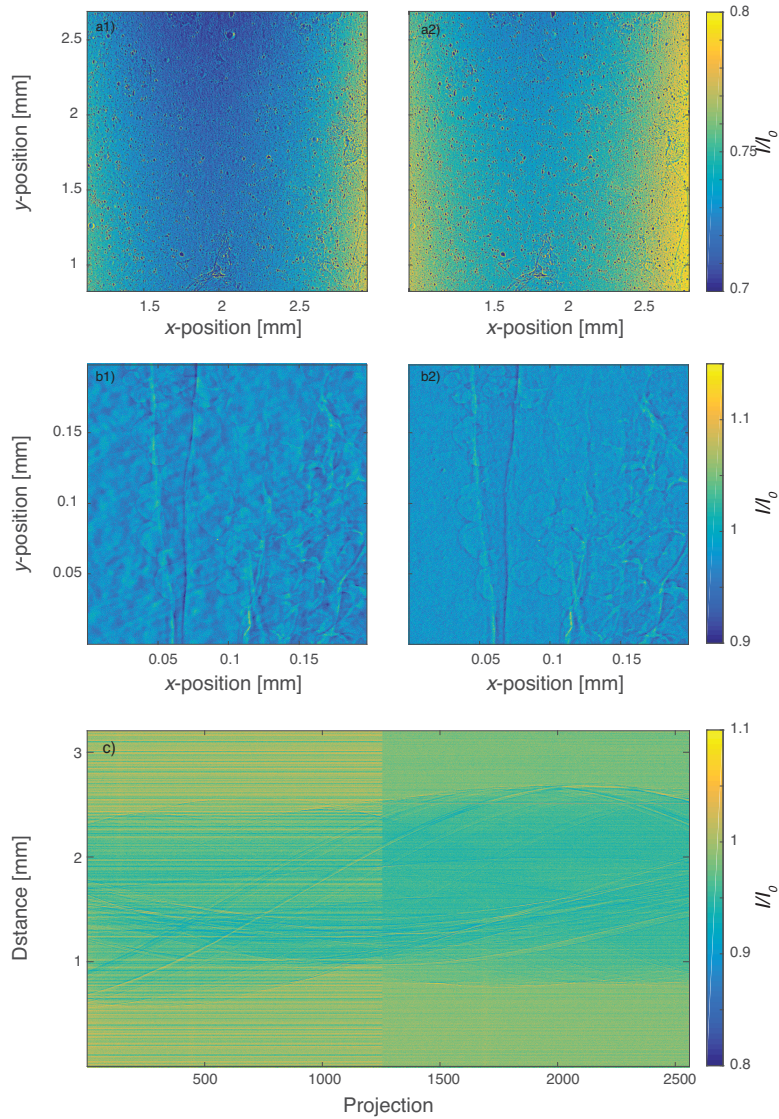 a1)
a2)
2.5
2
1.5
1
y-position [mm]
1.5
2
2.5
x-position [mm]
1.5
2
2.5
x-position [mm]
0.8
0.75
0.7
I/I0
b1)
b2)
0.15
0.1
0.05
y-position [mm]
0.05
0.1
0.15
x-position [mm]
0.05
0.1
0.15
x-position [mm]
1.1
1
0.9
I/I0
c)
3
2
1
Dstance [mm]
500
1000
1500
2000
2500
Projection
1.1
1
0.9
0.8
I/I0